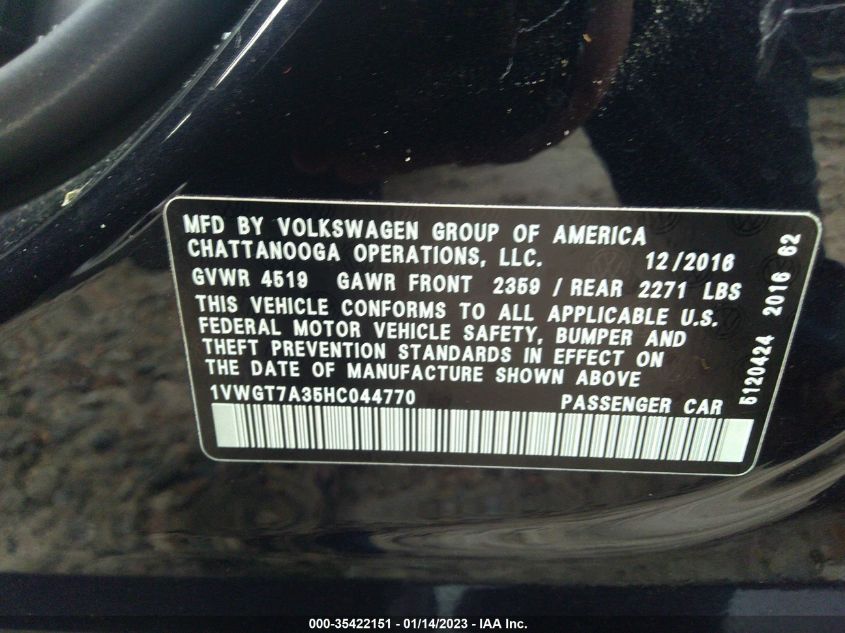 MFD BY VOLKSWAGEN GROUP OF AMERICA
CHATTANOOGA OPERATIONS, LLC. 12/2016
GVWR 4519 GAWR FRONT 2359 / REAR 2271 LBS
THIS VEHICLE CONFORMS TO ALL APPLICABLE U.S.
FEDERAL MOTOR VEHICLE SAFETY, BUMPER AND
THEFT PREVENTION STANDARDS IN EFFECT ON
THE DATE OF MANUFACTURE SHOWN ABOVE
1VWGT7A35HC044770 PASSENGER CAR
6120424 2016 62
000-35422151 - 01/14/2023 - IAA Inc.